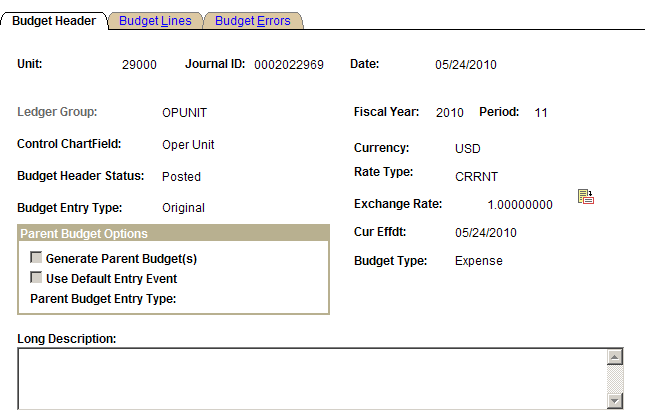 Budget Header Budget Lines Budget Errors
Unit: 29000 Journal ID: 0002022969 Date: 05/24/2010
Ledger Group: OPUNIT Fiscal Year: 2010 Period: 11
Control ChartField: Oper Unit Currency: USD
Budget Header Status: Posted Rate Type: CRRNT
Budget Entry Type: Original Exchange Rate: 1.00000000
Parent Budget Options Cur Effdt: 05/24/2010
Generate Parent Budget(s) Budget Type: Expense
Use Default Entry Event
Parent Budget Entry Type:
Long Description: